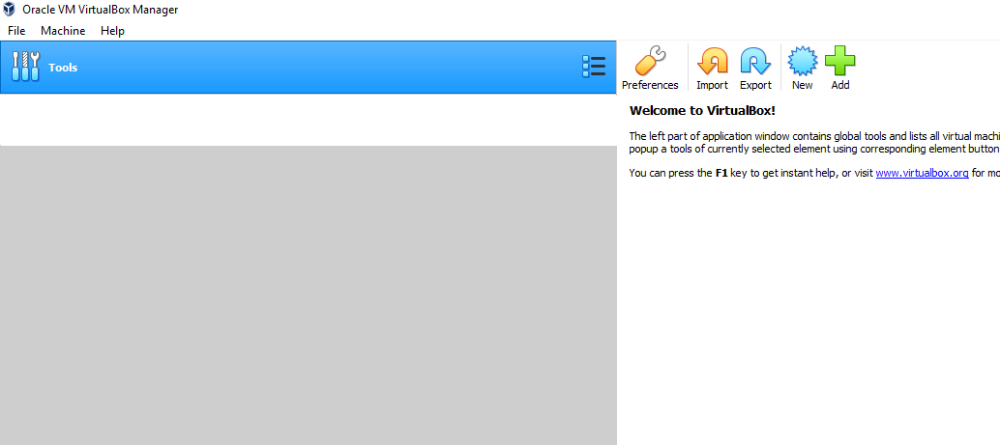 Oracle VM VirtualBox Manager
File Machine Help
Tools
Preferences Import Export New Add
Welcome to VirtualBox!
The left part of application window contains global tools and lists all virtual machi
popup a tools of currently selected element using corresponding element button
You can press the F1 key to get instant help, or visit www.virtualbox.org for mo